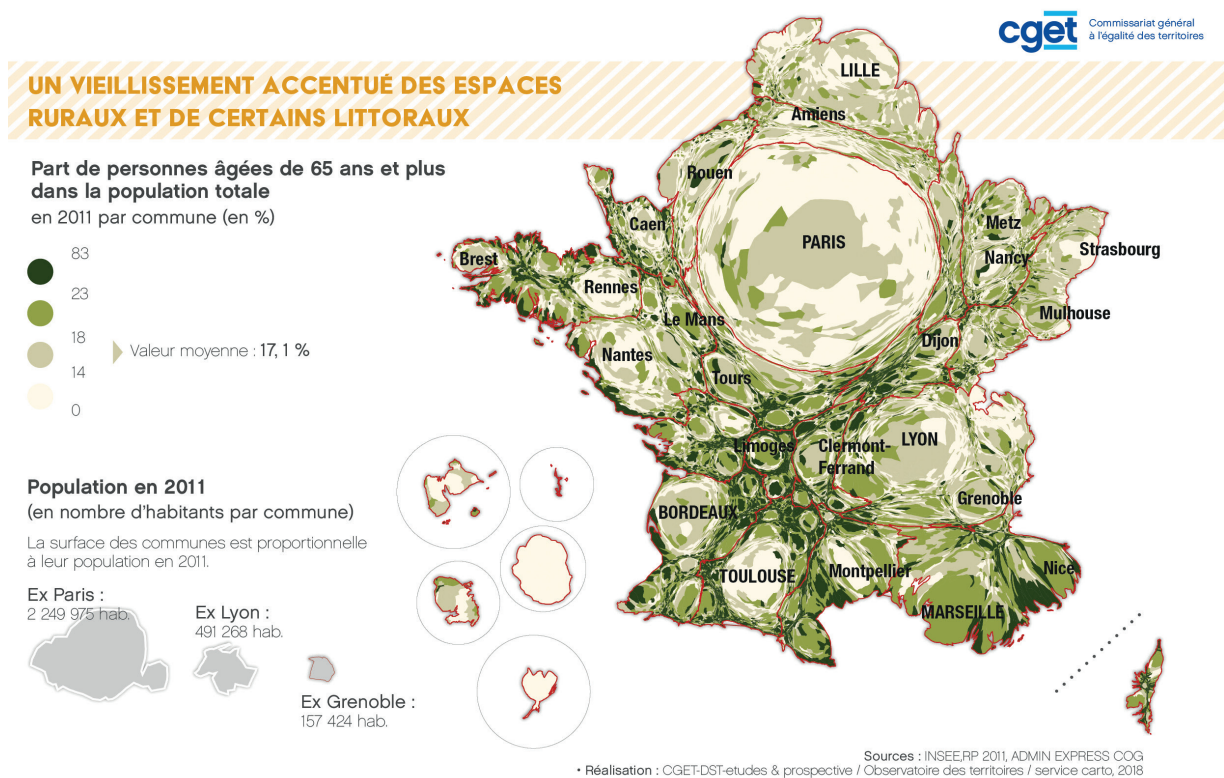 cget
Commissariat général
à l'égalité des territoires
UN VIEILLISSEMENT ACCENTUÉ DES ESPACES
RURAUX ET DE CERTAINS LITTORAUX
Part de personnes âgées de 65 ans et plus
dans la population totale
en 2011 par commune (en %)
83
23
18
Valeur moyenne : 17, 1 %
14
0
Population en 2011
(en nombre d'habitants par commune)
La surface des communes est proportionnelle
à leur population en 2011.
Ex Paris :
2 249 975 hab.
Ex Lyon :
491 268 hab.
Ex Grenoble :
157 424 hab.
LILLE
Amiens
Rouen
Caen
PARIS
Metz
Nancy
Strasbourg
Brest
Rennes
Le Mans
Mulhouse
Dijon
Nantes
Tours
Limoges
Clermont-
Ferrand
LYON
Grenoble
BORDEAUX
TOULOUSE
Montpellier
Nice
MARSEILLE
Sources : INSEE,RP 2011, ADMIN EXPRESS COG
• Réalisation : CGET-DST-etudes & prospective / Observatoire des territoires / service carto, 2018